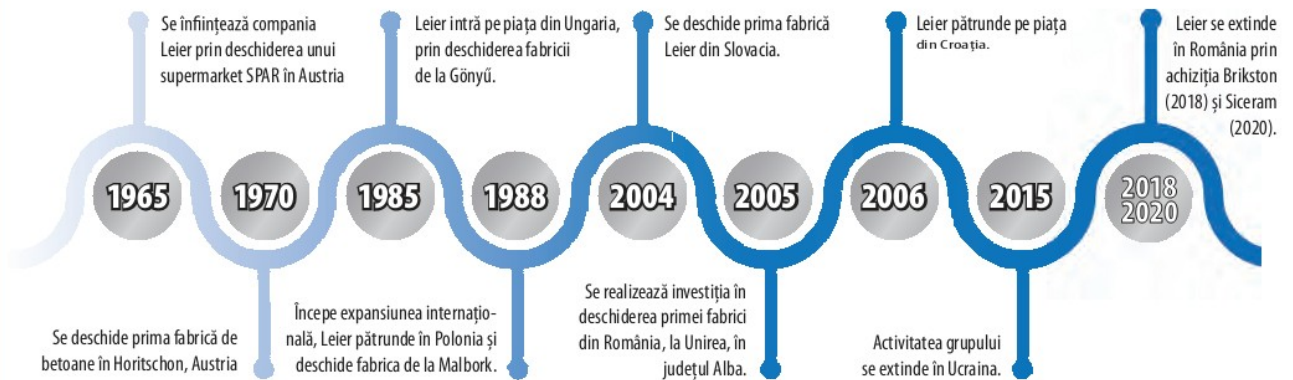 Se înființează compania
Leier prin deschiderea unui
supermarket SPAR în Austria
Leier intră pe piața din Ungaria,
prin deschiderea fabricii
de la Gönyű.
Se deschide prima fabrică
Leier din Slovacia.
Leier pătrunde pe piața
din Croația.
Leier se extinde
în România prin
achiziția Brikston
(2018) și Siceram
(2020).
1965
1970
1985
1988
2004
2005
2006
2015
2018
2020
Se deschide prima fabrică de
betoane în Horitschon, Austria
Începe expansiunea internațio-
nală, Leier pătrunde în Polonia și
deschide fabrica de la Malbork.
Se realizează investiția în
deschiderea primei fabrici
din România, la Unirea, în
județul Alba.
Activitatea grupului
se extinde în Ucraina.